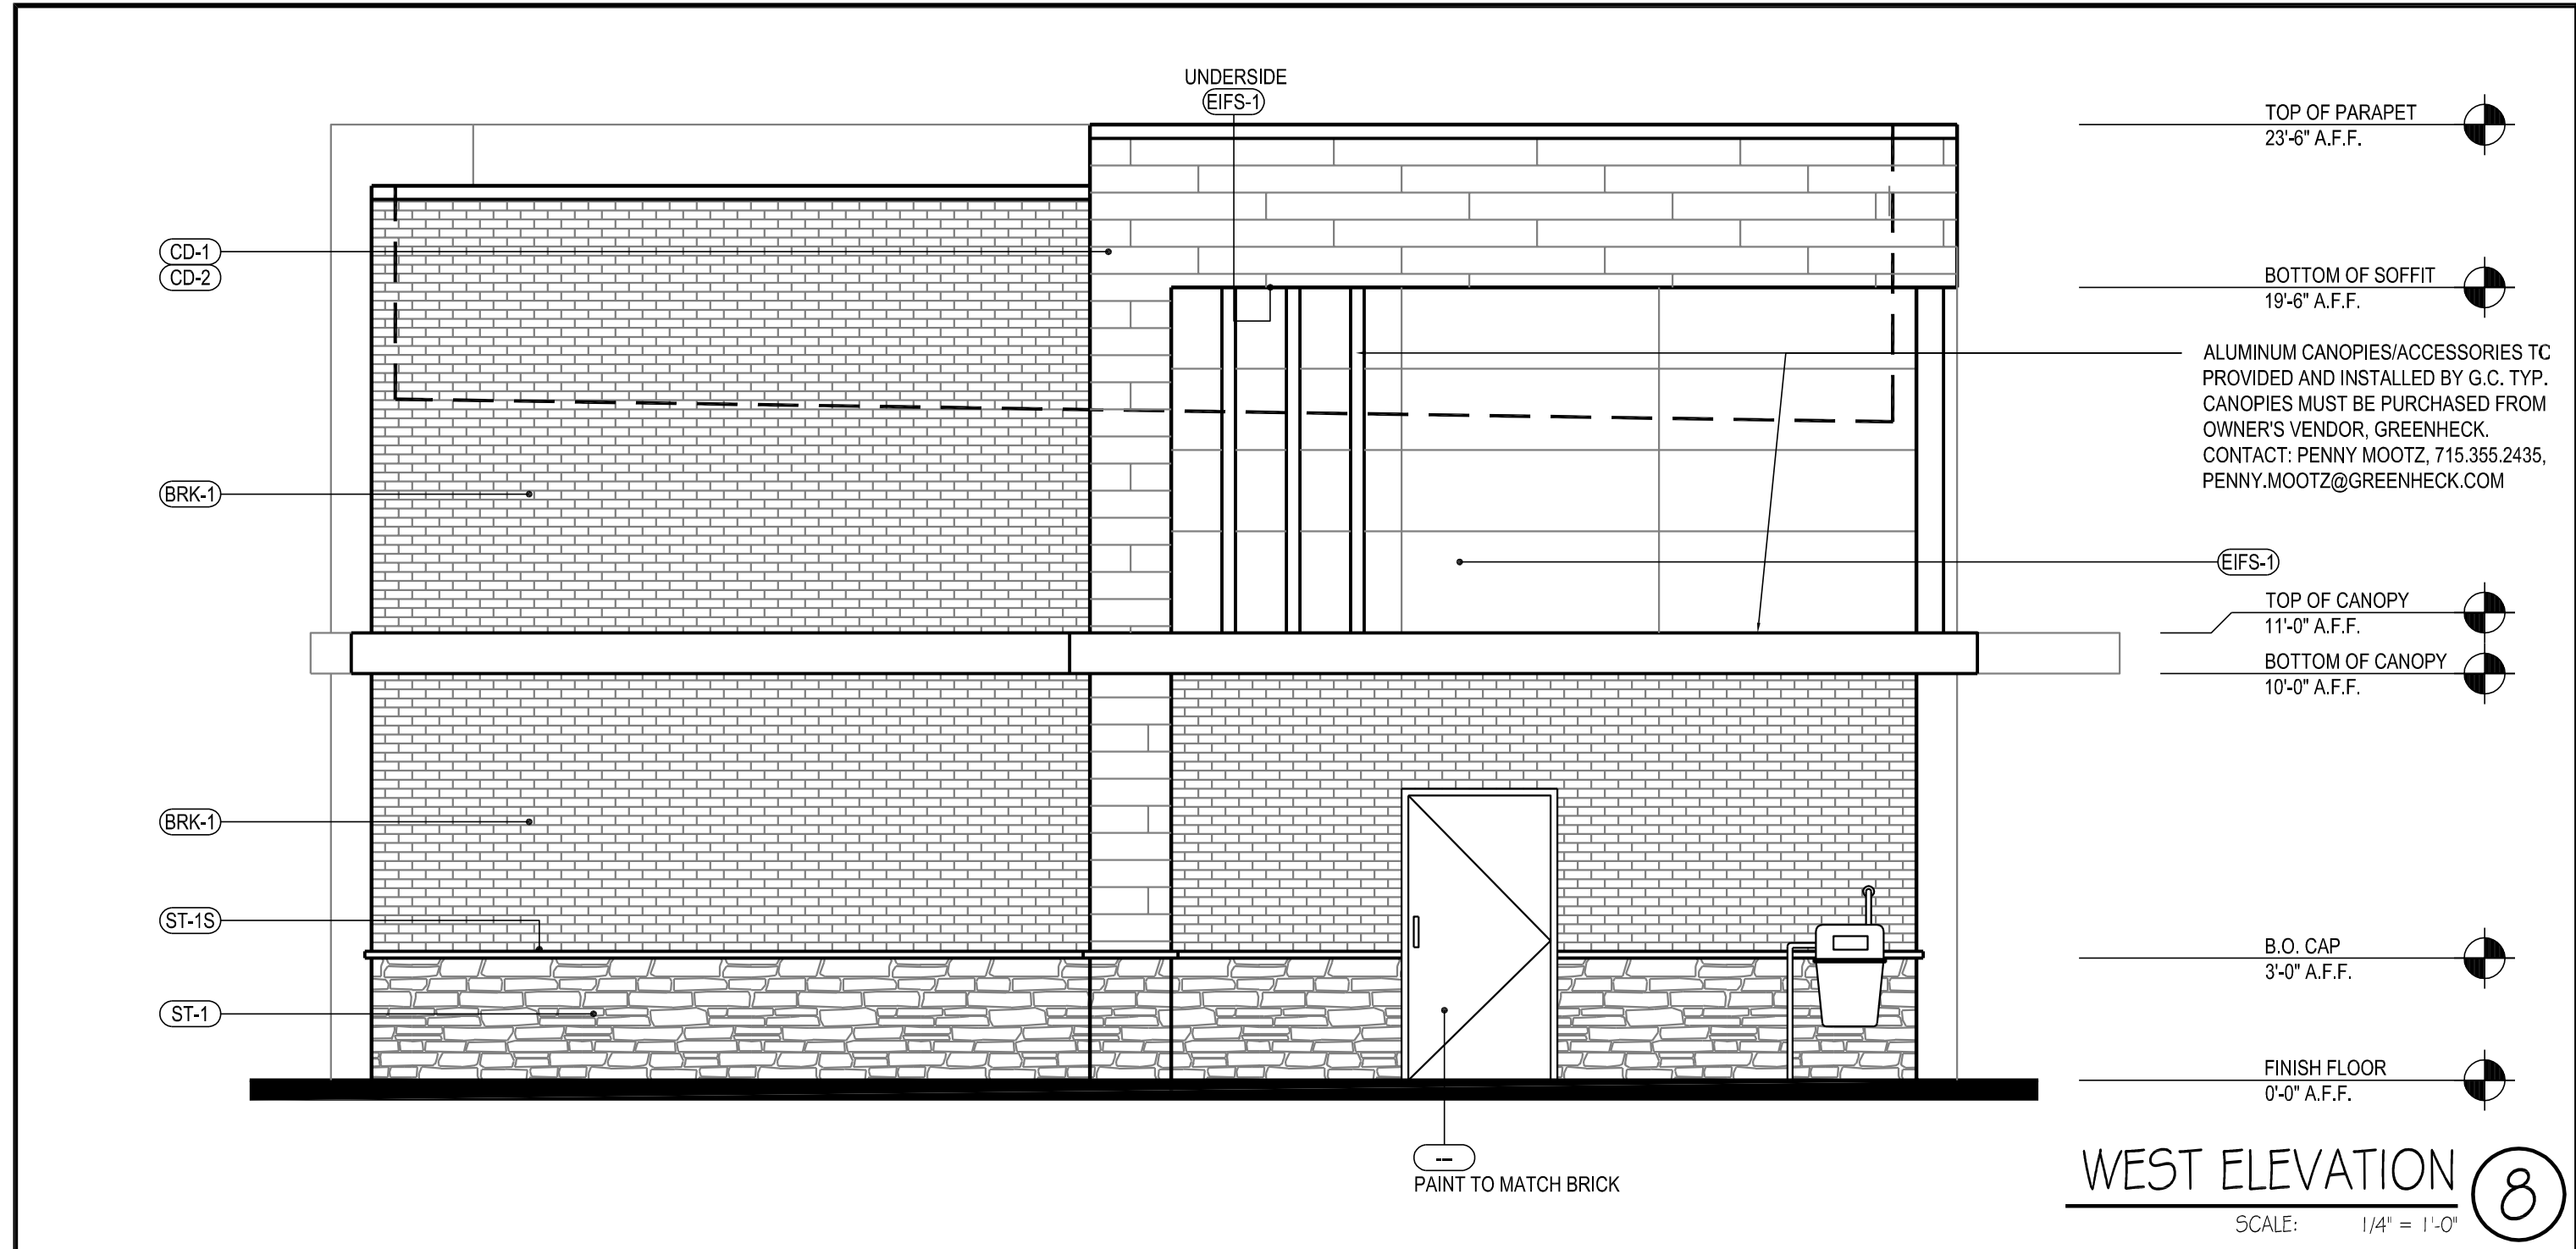 UNDERSIDE
EIFS-1
TOP OF PARAPET
23'-6" A.F.F.
CD-1
CD-2
BOTTOM OF SOFFIT
19'-6" A.F.F.
ALUMINUM CANOPIES/ACCESSORIES TO
PROVIDED AND INSTALLED BY G.C. TYP.
CANOPIES MUST BE PURCHASED FROM
OWNER'S VENDOR, GREENHECK.
CONTACT: PENNY MOOTZ, 715.355.2435,
PENNY.MOOTZ@GREENHECK.COM
BRK-1
EIFS-1
TOP OF CANOPY
11'-0" A.F.F.
BOTTOM OF CANOPY
10'-0" A.F.F.
BRK-1
ST-1S
B.O. CAP
3'-0" A.F.F.
ST-1
FINISH FLOOR
0'-0" A.F.F.
--
PAINT TO MATCH BRICK
WEST ELEVATION
8
SCALE: 1/4" = 1'-0"